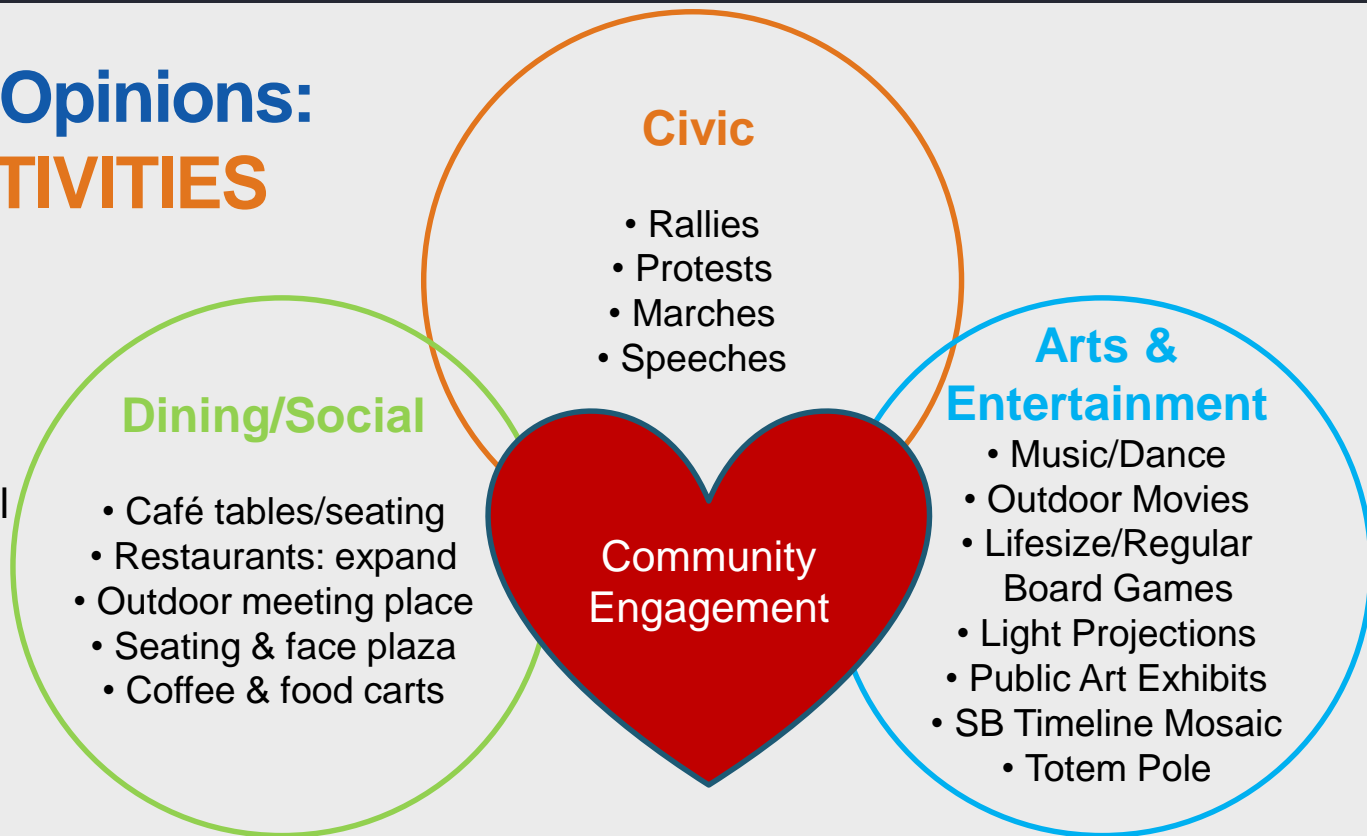 Opinions:
TIVITIES
Civic
• Rallies
• Protests
• Marches
• Speeches
Dining/Social
• Café tables/seating
• Restaurants: expand
• Outdoor meeting place
• Seating & face plaza
• Coffee & food carts
Community
Engagement
Arts &
Entertainment
• Music/Dance
• Outdoor Movies
• Lifesize/Regular
Board Games
• Light Projections
• Public Art Exhibits
• SB Timeline Mosaic
• Totem Pole